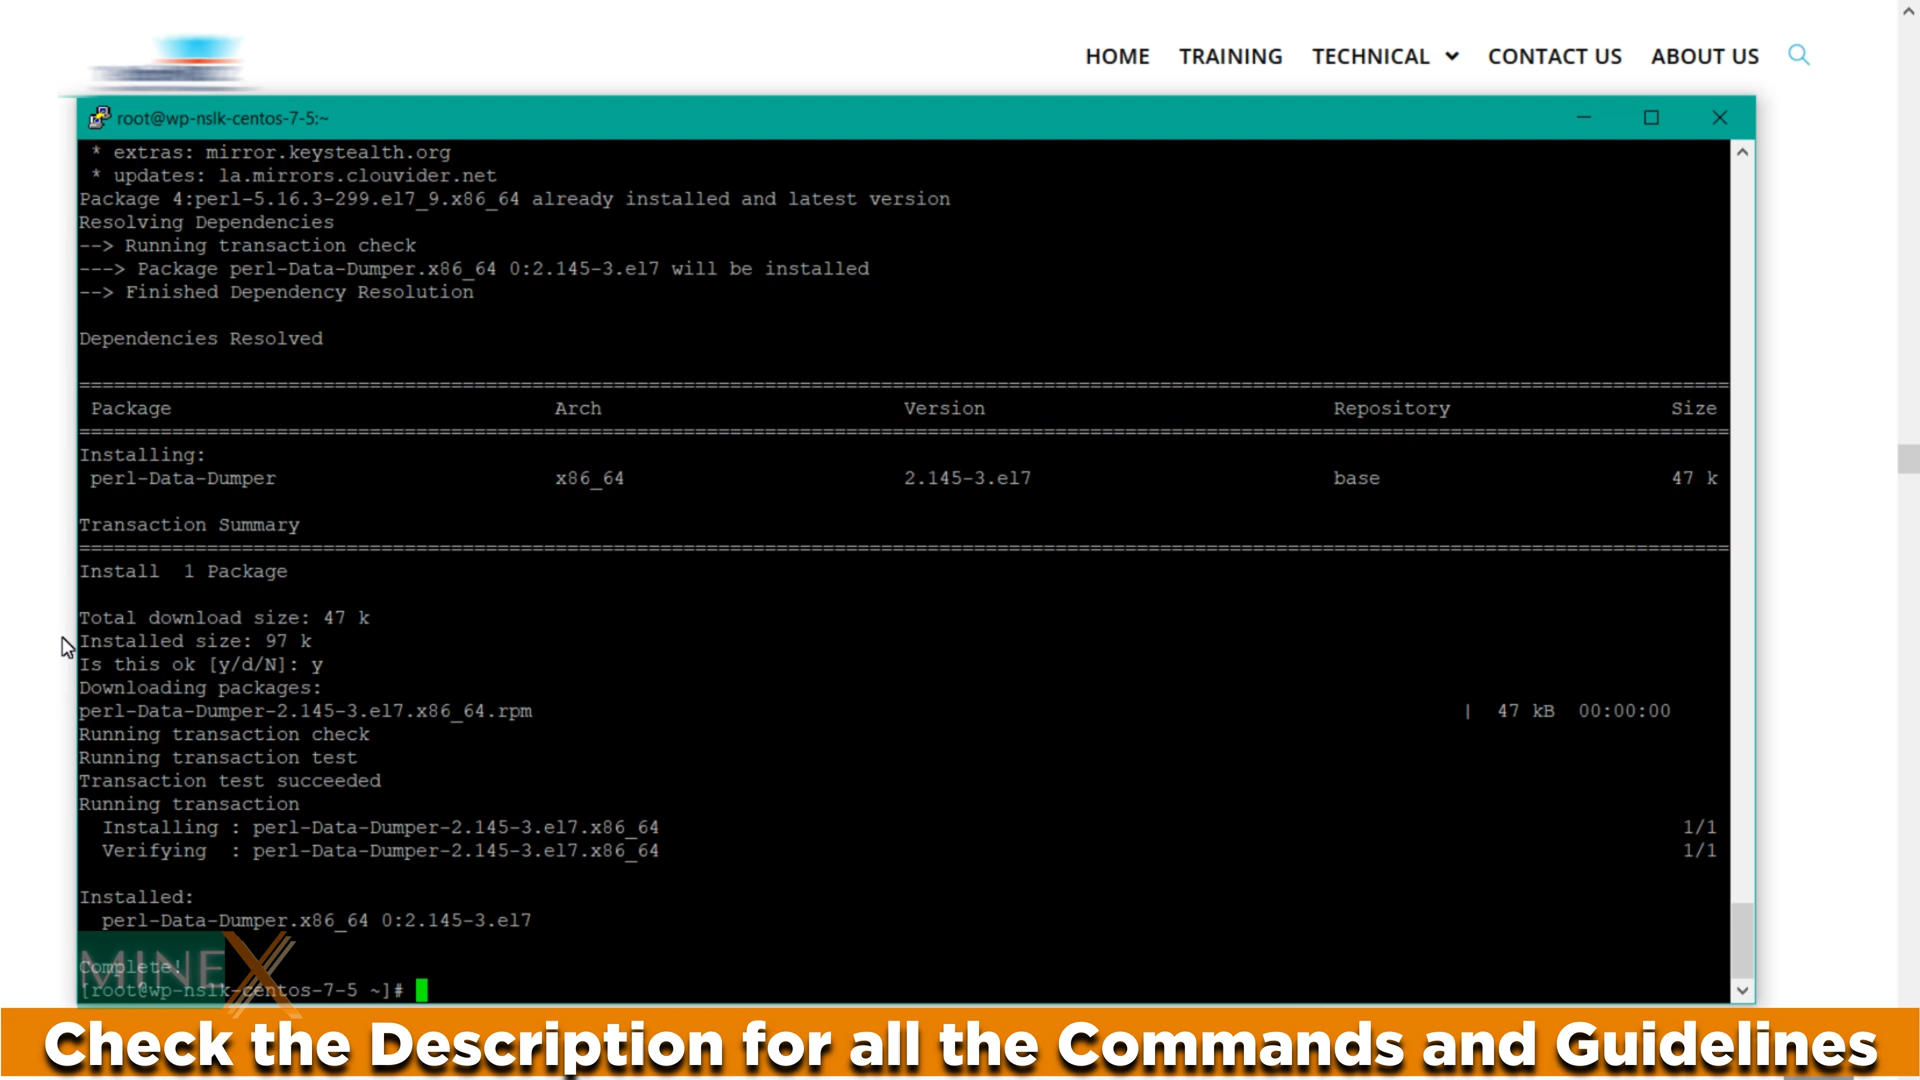 HOME TRAINING TECHNICAL CONTACT US ABOUT US
root@wp-nslk-centos-7-5:~
* extras: mirror.keystealth.org
* updates: la.mirrors.clouvider.net
Package 4:perl-5.16.3-299.el7_9.x86_64 already installed and latest version
Resolving Dependencies
--> Running transaction check
---> Package perl-Data-Dumper.x86_64 0:2.145-3.el7 will be installed
--> Finished Dependency Resolution
Dependencies Resolved
Package Arch Version Repository Size
Installing:
perl-Data-Dumper x86_64 2.145-3.el7 base 47 k
Transaction Summary
Install 1 Package
Total download size: 47 k
Installed size: 97 k
Is this ok [y/d/N]: y
Downloading packages:
perl-Data-Dumper-2.145-3.el7.x86_64.rpm | 47 kB 00:00:00
Running transaction check
Running transaction test
Transaction test succeeded
Running transaction
Installing : perl-Data-Dumper-2.145-3.el7.x86_64 1/1
Verifying : perl-Data-Dumper-2.145-3.el7.x86_64 1/1
Installed:
perl-Data-Dumper.x86_64 0:2.145-3.el7
Complete!
MINEX
[root@wp-nslk-centos-7-5 ~]#
Check the Description for all the Commands and Guidelines